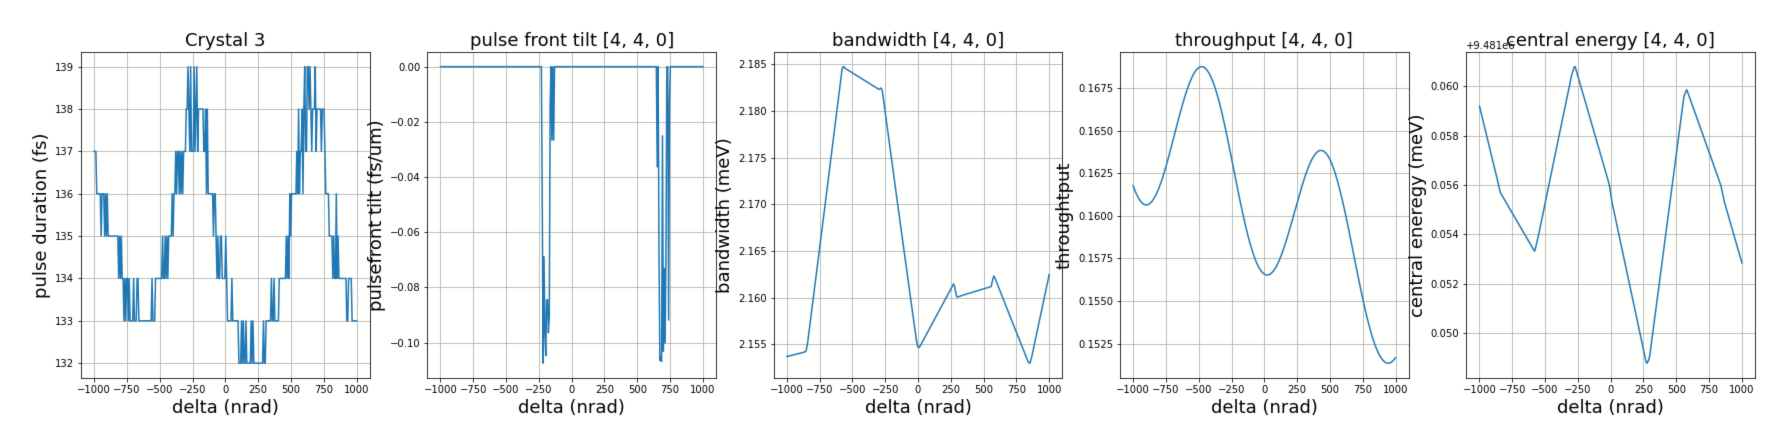 Crystal 3
pulse duration (fs)
139
138
137
136
135
134
133
132
−1000 −750 −500 −250 0 250 500 750 1000
delta (nrad)
pulse front tilt [4, 4, 0]
pulsefront tilt (fs/um)
0.00
−0.02
−0.04
−0.06
−0.08
−0.10
−1000 −750 −500 −250 0 250 500 750 1000
delta (nrad)
bandwidth [4, 4, 0]
bandwidth (meV)
2.185
2.180
2.175
2.170
2.165
2.160
2.155
−1000 −750 −500 −250 0 250 500 750 1000
delta (nrad)
throughput [4, 4, 0]
throughtput
0.1675
0.1650
0.1625
0.1600
0.1575
0.1550
0.1525
−1000 −750 −500 −250 0 250 500 750 1000
delta (nrad)
central energy [4, 4, 0]
+9.481e6
central eneregy (meV)
0.060
0.058
0.056
0.054
0.052
0.050
−1000 −750 −500 −250 0 250 500 750 1000
delta (nrad)